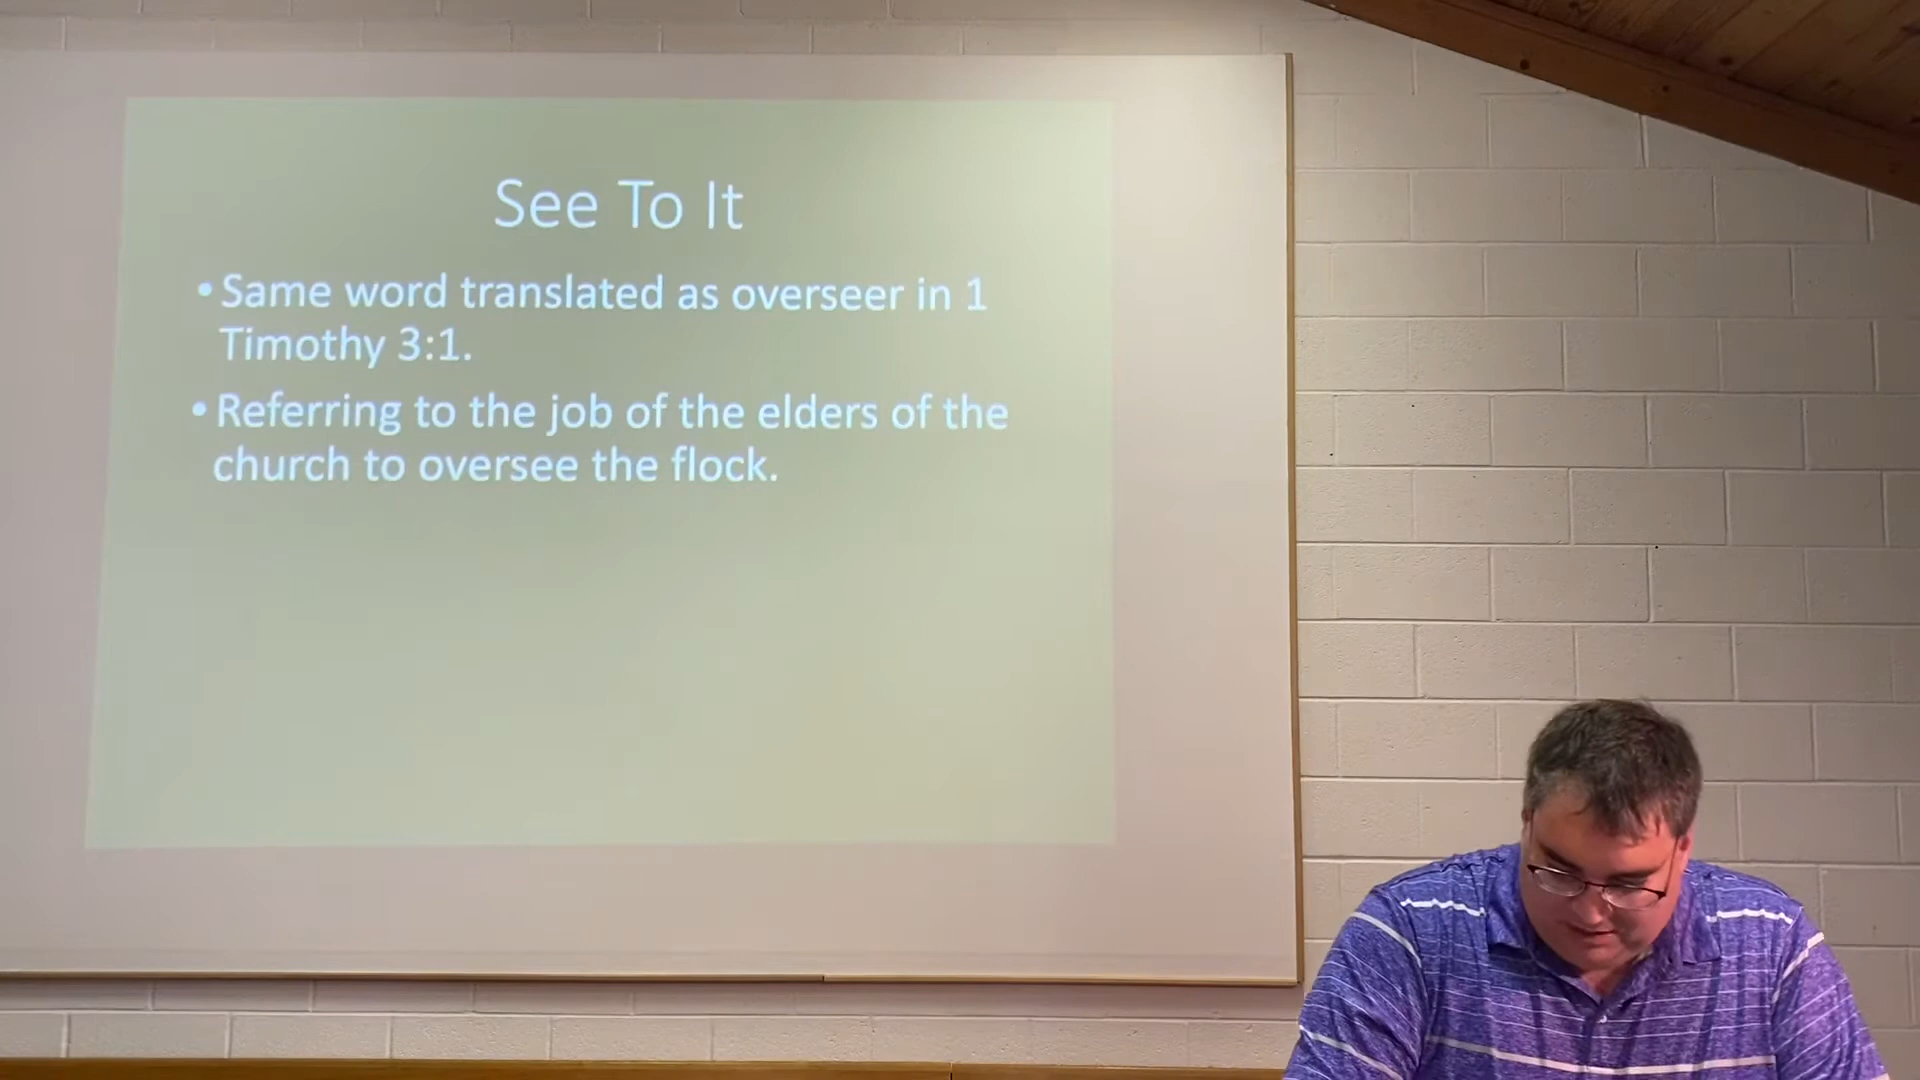 See To It
• Same word translated as overseer in 1
Timothy 3:1.
• Referring to the job of the elders of the
church to oversee the flock.